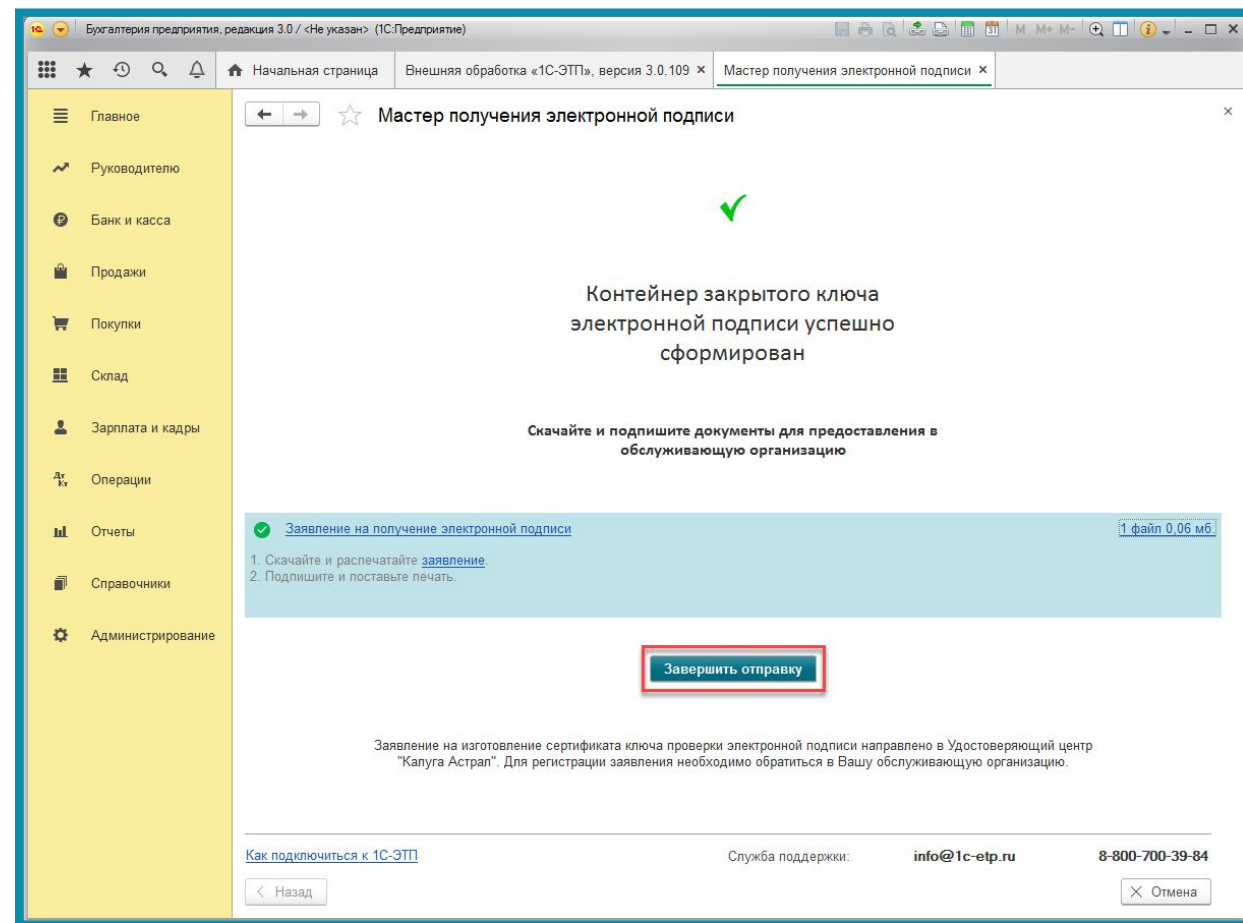 Бухгалтерия предприятия, редакция 3.0 / <Не указан> (1С:Предприятие)
M M+ M-
Начальная страница
Внешняя обработка «1С-ЭТП», версия 3.0.109
Мастер получения электронной подписи
Главное
Руководителю
Банк и касса
Продажи
Покупки
Склад
Зарплата и кадры
Операции
Отчеты
Справочники
Администрирование
Мастер получения электронной подписи
Контейнер закрытого ключа
электронной подписи успешно
сформирован
Скачайте и подпишите документы для предоставления в
обслуживающую организацию
Заявление на получение электронной подписи
1 файл 0,06 мб.
1. Скачайте и распечатайте заявление.
2. Подпишите и поставьте печать.
Завершить отправку
Заявление на изготовление сертификата ключа проверки электронной подписи направлено в Удостоверяющий центр
"Калуга Астрал". Для регистрации заявления необходимо обратиться в Вашу обслуживающую организацию.
Как подключиться к 1С-ЭТП
Служба поддержки:
info@1c-etp.ru
8-800-700-39-84
Назад
Отмена